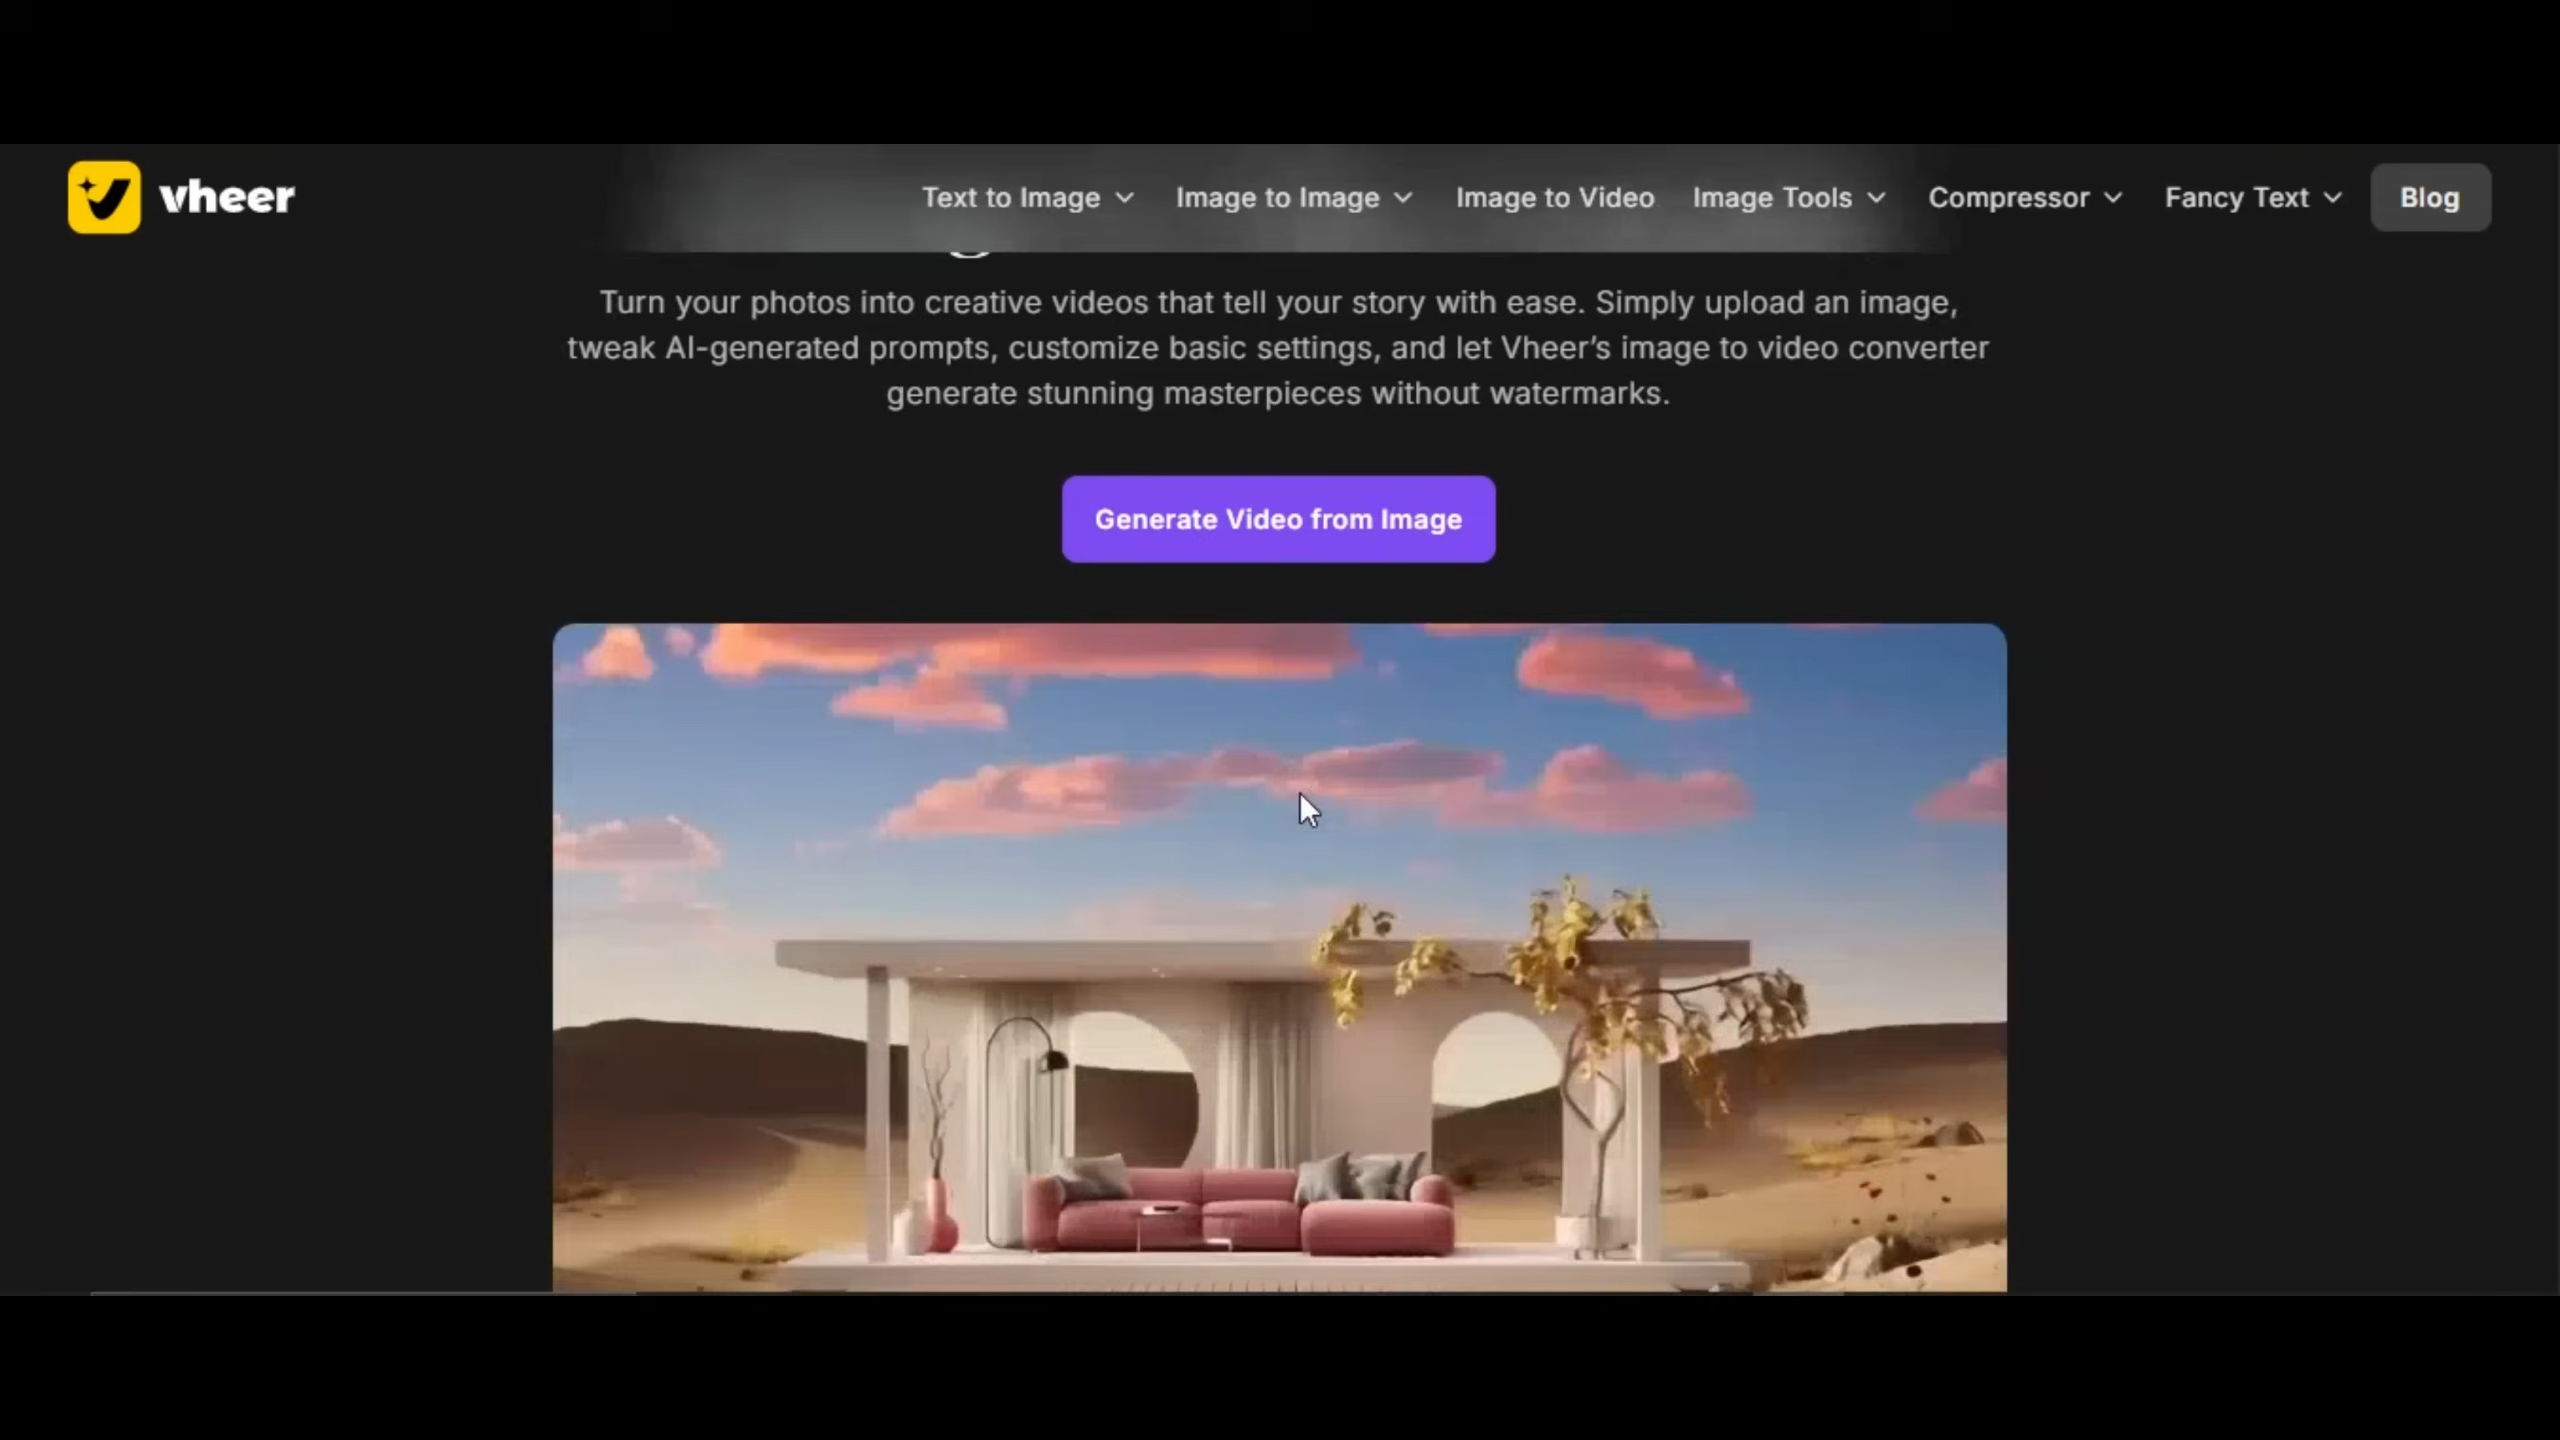 vheer
Text to Image
Image to Image
Image to Video
Image Tools
Compressor
Fancy Text
Blog
Turn your photos into creative videos that tell your story with ease. Simply upload an image,
tweak AI-generated prompts, customize basic settings, and let Vheer’s image to video converter
generate stunning masterpieces without watermarks.
Generate Video from Image